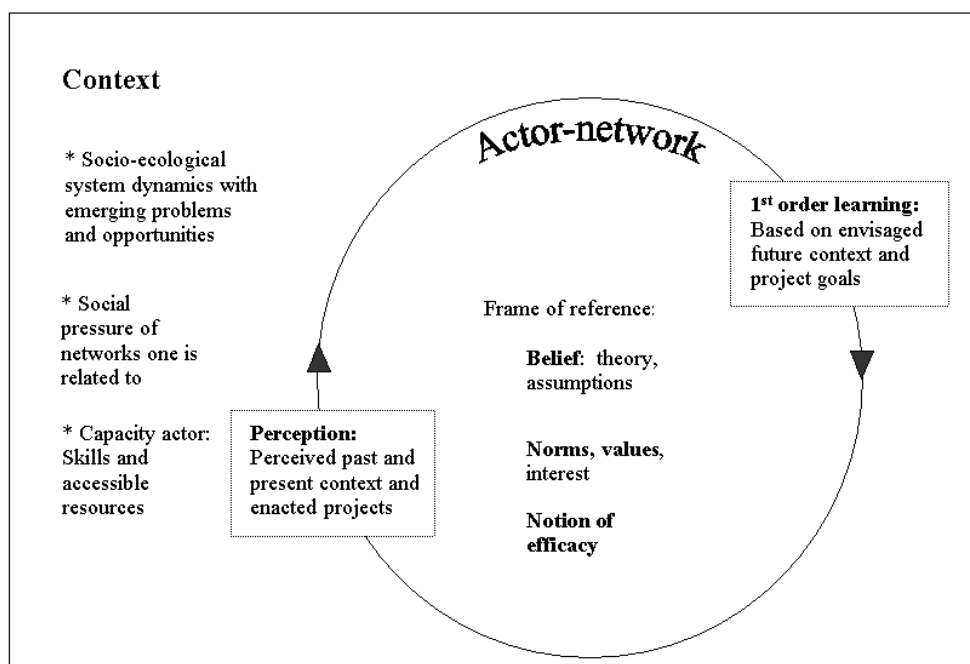 Context
Actor-network
* Socio-ecological
system dynamics with
emerging problems
and opportunities
* Social
pressure of
networks one is
related to
* Capacity actor:
Skills and
accessible
resources
Perception:
Perceived past and
present context and
enacted projects
Frame of reference:
Belief: theory,
assumptions
Norms, values,
interest
Notion of
efficacy
1st order learning:
Based on envisaged
future context and
project goals